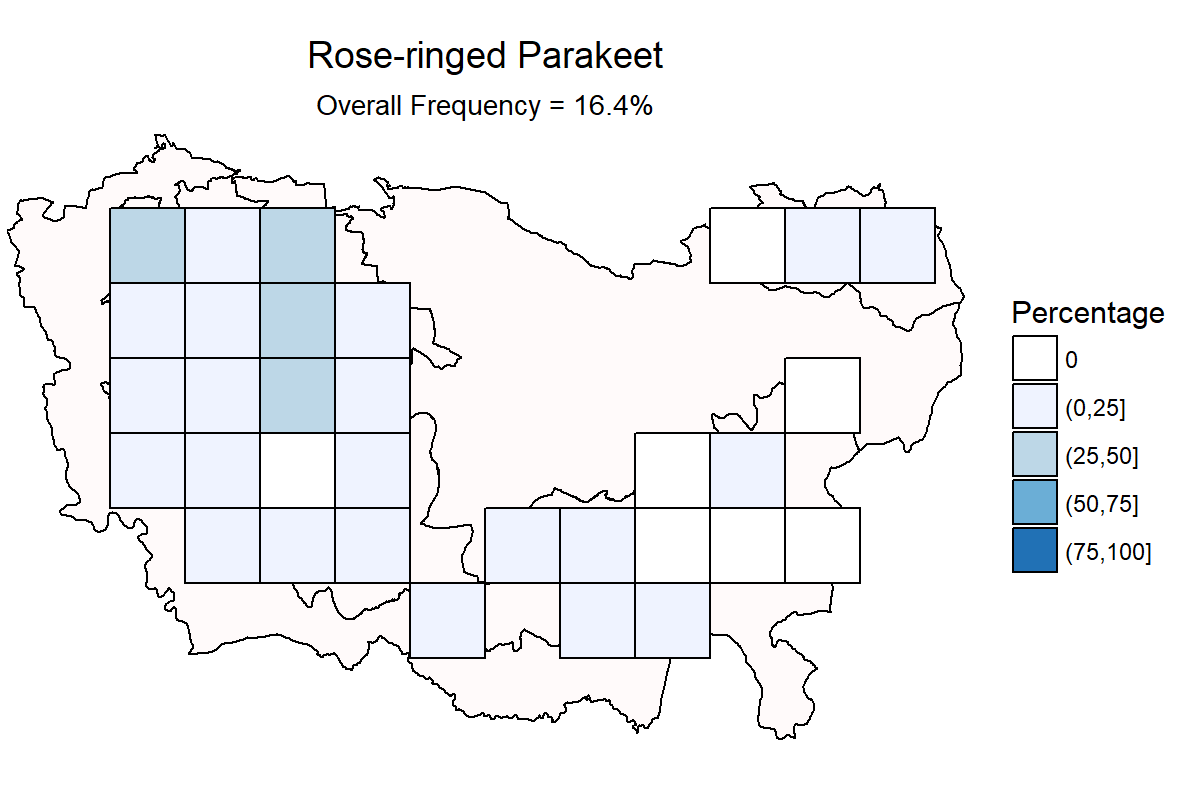 Rose-ringed Parakeet
Overall Frequency = 16.4%
Percentage
0
(0,25]
(25,50]
(50,75]
(75,100]